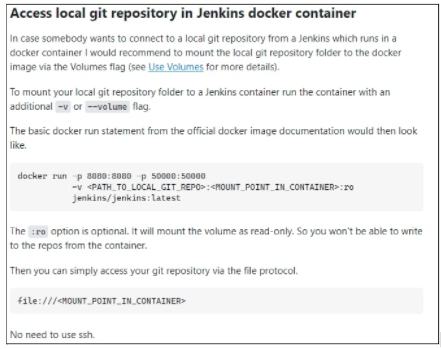 Access local git repository in Jenkins docker container
In case somebody wants to connect to a local git repository from a Jenkins which runs in a
docker container I would recommend to mount the local git repository folder to the docker
image via the Volumes flag (see Use Volumes for more details).
To mount your local git repository folder to a Jenkins container run the container with an
additional -v or --volume flag.
The basic docker run statement from the official docker image documentation would then look
like.
docker run -p 8080:8080 -p 50000:50000
-v <PATH_TO_LOCAL_GIT_REPO>:<MOUNT_POINT_IN_CONTAINER>:ro
jenkins/jenkins:latest
The :ro option is optional. It will mount the volume as read-only. So you won't be able to write
to the repos from the container.
Then you can simply access your git repository via the file protocol.
file:///<MOUNT_POINT_IN_CONTAINER>
No need to use ssh.